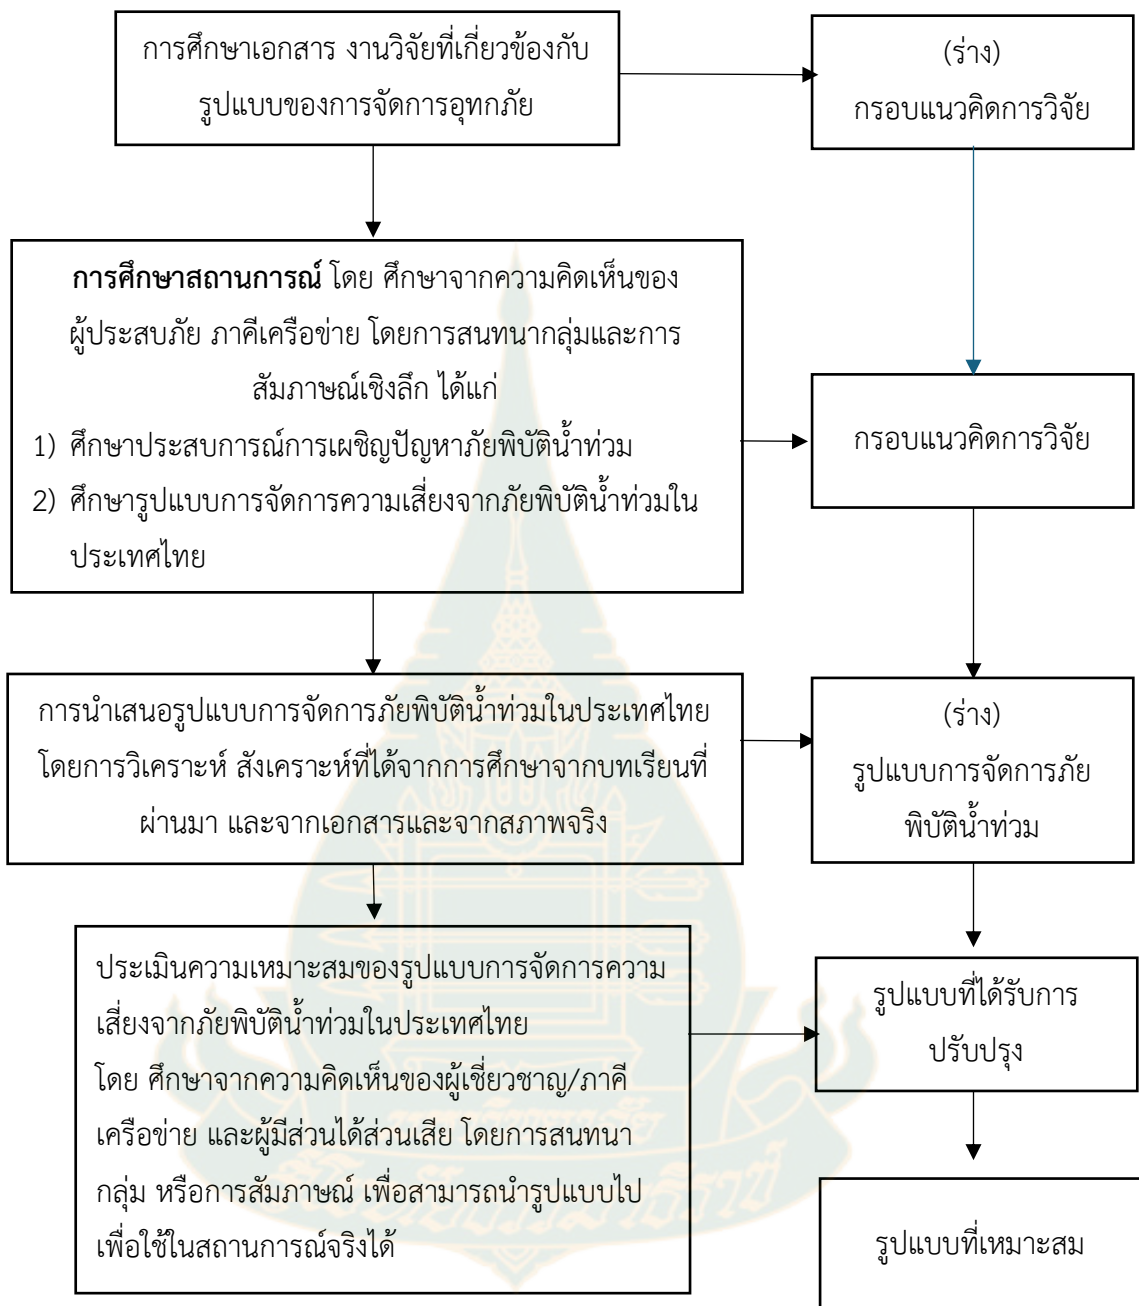 การศึกษาเอกสาร งานวิจัยที่เกี่ยวข้องกับ
รูปแบบของการจัดการอุทกภัย
(ร่าง)
กรอบแนวคิดการวิจัย
การศึกษาสถานการณ์ โดย ศึกษาจากความคิดเห็นของ
ผู้ประสบภัย ภาคีเครือข่าย โดยการสนทนากลุ่มและการ
สัมภาษณ์เชิงลึก ได้แก่
1) ศึกษาประสบการณ์การเผชิญปัญหาภัยพิบัติน้ำท่วม
2) ศึกษารูปแบบการจัดการความเสี่ยงจากภัยพิบัติน้ำท่วมใน
ประเทศไทย
กรอบแนวคิดการวิจัย
การนำเสนอรูปแบบการจัดการภัยพิบัติน้ำท่วมในประเทศไทย
โดยการวิเคราะห์ สังเคราะห์ที่ได้จากการศึกษาจากบทเรียนที่
ผ่านมา และจากเอกสารและจากสภาพจริง
(ร่าง)
รูปแบบการจัดการภัย
พิบัติน้ำท่วม
ประเมินความเหมาะสมของรูปแบบการจัดการความ
เสี่ยงจากภัยพิบัติน้ำท่วมในประเทศไทย
โดย ศึกษาจากความคิดเห็นของผู้เชี่ยวชาญ/ภาคี
เครือข่าย และผู้มีส่วนได้ส่วนเสีย โดยการสนทนา
กลุ่ม หรือการสัมภาษณ์ เพื่อสามารถนำรูปแบบไป
เพื่อใช้ในสถานการณ์จริงได้
รูปแบบที่ได้รับการ
ปรับปรุง
รูปแบบที่เหมาะสม
มหาวิทยาลัย
สุโขทัยธรรมาธิราช